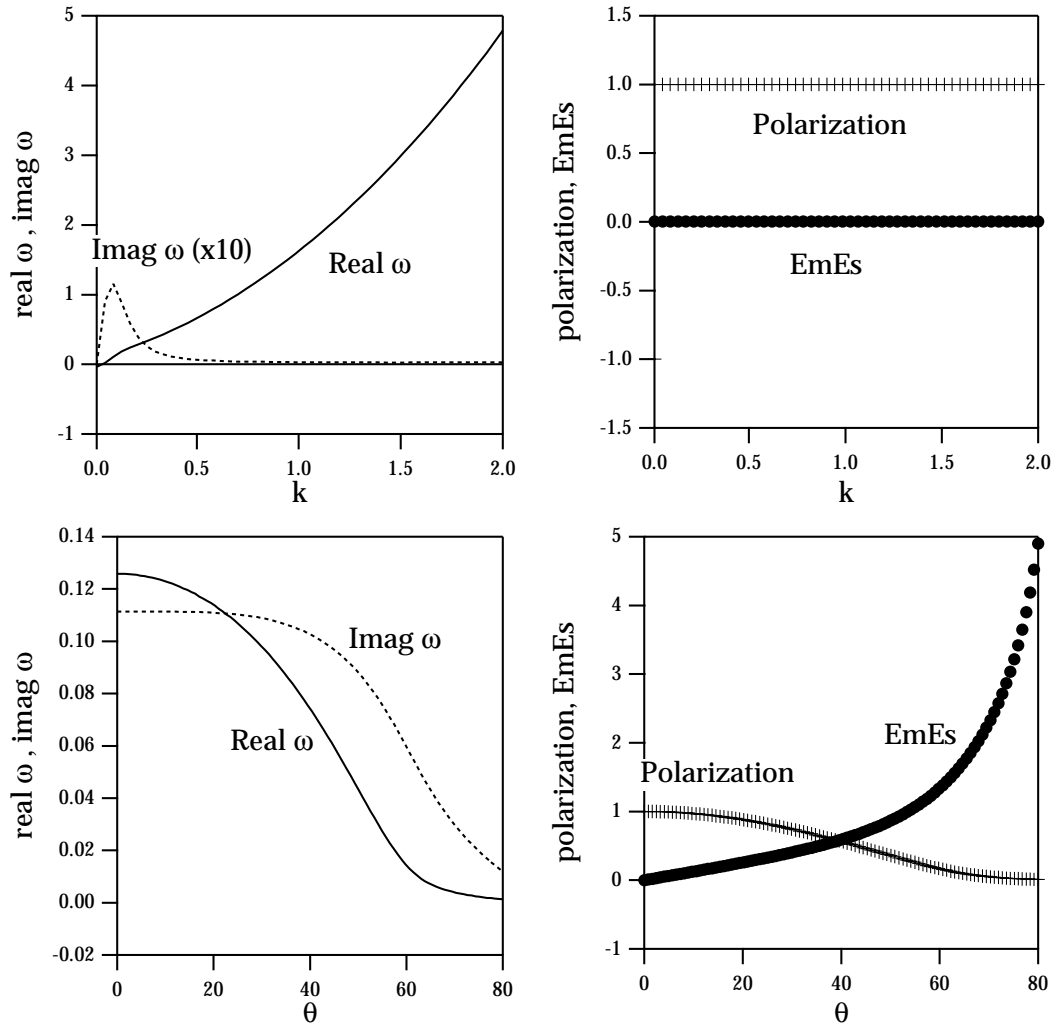 5
4
3
2
1
0
-1
real ω , imag ω
Imag ω (x10)
Real ω
0.0 0.5 1.0 1.5 2.0
k
1.5
1.0
0.5
0.0
-0.5
-1.0
-1.5
polarization, EmEs
Polarization
EmEs
0.0 0.5 1.0 1.5 2.0
k
0.14
0.12
0.10
0.08
0.06
0.04
0.02
0.00
-0.02
real ω , imag ω
Imag ω
Real ω
0 20 40 60 80
θ
5
4
3
2
1
0
-1
polarization, EmEs
EmEs
Polarization
0 20 40 60 80
θ